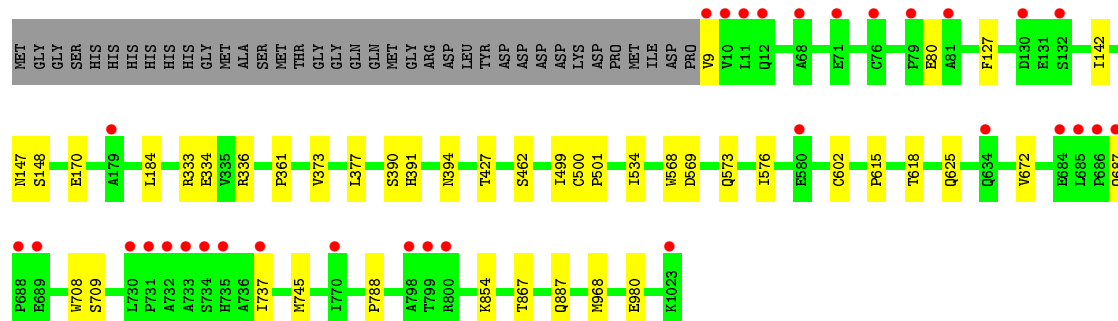 MET GLY GLY SER HIS HIS HIS HIS HIS HIS GLY MET ALA SER MET THR GLY GLY GLN GLN MET GLY ARG ASP LEU TYR ASP ASP ASP ASP LYS ASP PRO MET ILE ASP PRO V9 V10 L11 Q12 A68 E71 C76 P79 E80 A81 F127 D130 E131 S132 I142
N147 S148 E170 A179 L184 R333 E334 V335 R336 P361 V373 L377 S390 H391 N394 T427 S462 I499 C500 P501 I534 W568 D569 Q573 I576 E580 C602 P615 T618 Q625 Q634 V672 E684 L685 P686 Q687
P688 E689 W708 S709 L730 P731 A732 A733 S734 H735 A736 I737 M745 I770 P788 A798 T799 R800 K854 T867 Q887 M968 E980 K1023